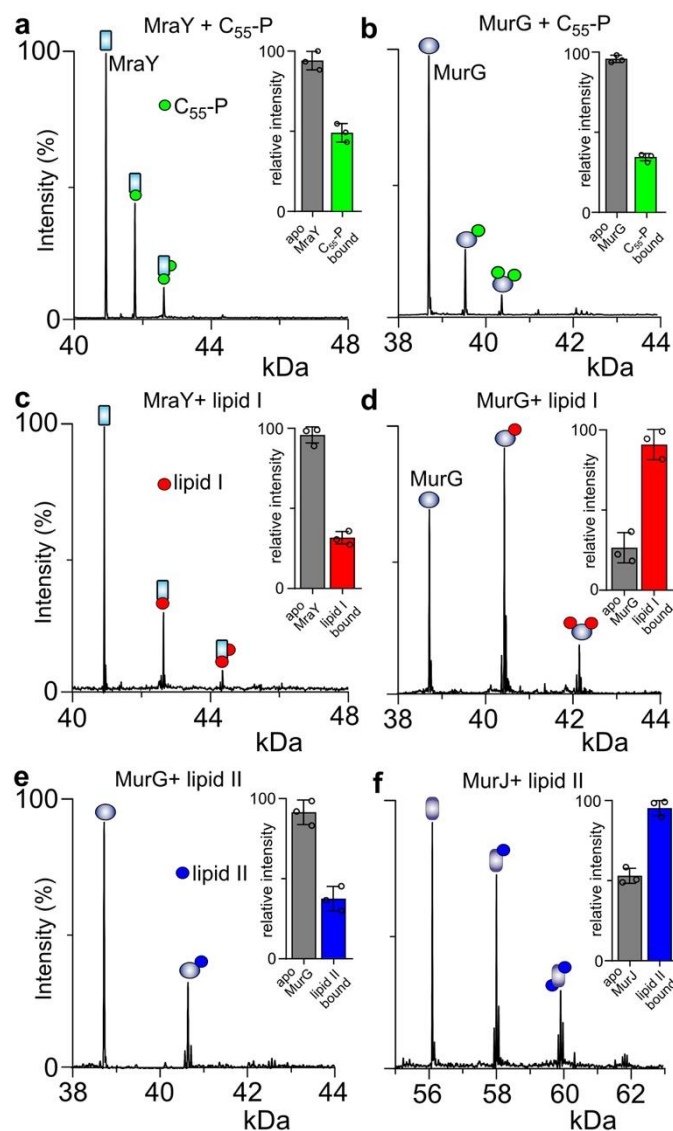 a MraY + C55-P
100
MraY
C55-P
Intensity (%)
0
40 44 48
kDa
relative intensity
100
50
0
apo MraY
C55-P bound
b MurG + C55-P
MurG
38 40 42 44
kDa
relative intensity
100
50
0
apo MurG
C55-P bound
c MraY+ lipid I
100
lipid I
Intensity (%)
0
40 44 48
kDa
relative intensity
100
50
0
apo MraY
lipid I bound
d MurG+ lipid I
MurG
38 40 42 44
kDa
relative intensity
100
50
0
apo MurG
lipid I bound
e MurG+ lipid II
100
lipid II
Intensity (%)
0
38 40 42 44
kDa
relative intensity
100
50
0
apo MurG
lipid II bound
f MurJ+ lipid II
56 58 60 62
kDa
relative intensity
100
50
0
apo MurJ
lipid II bound